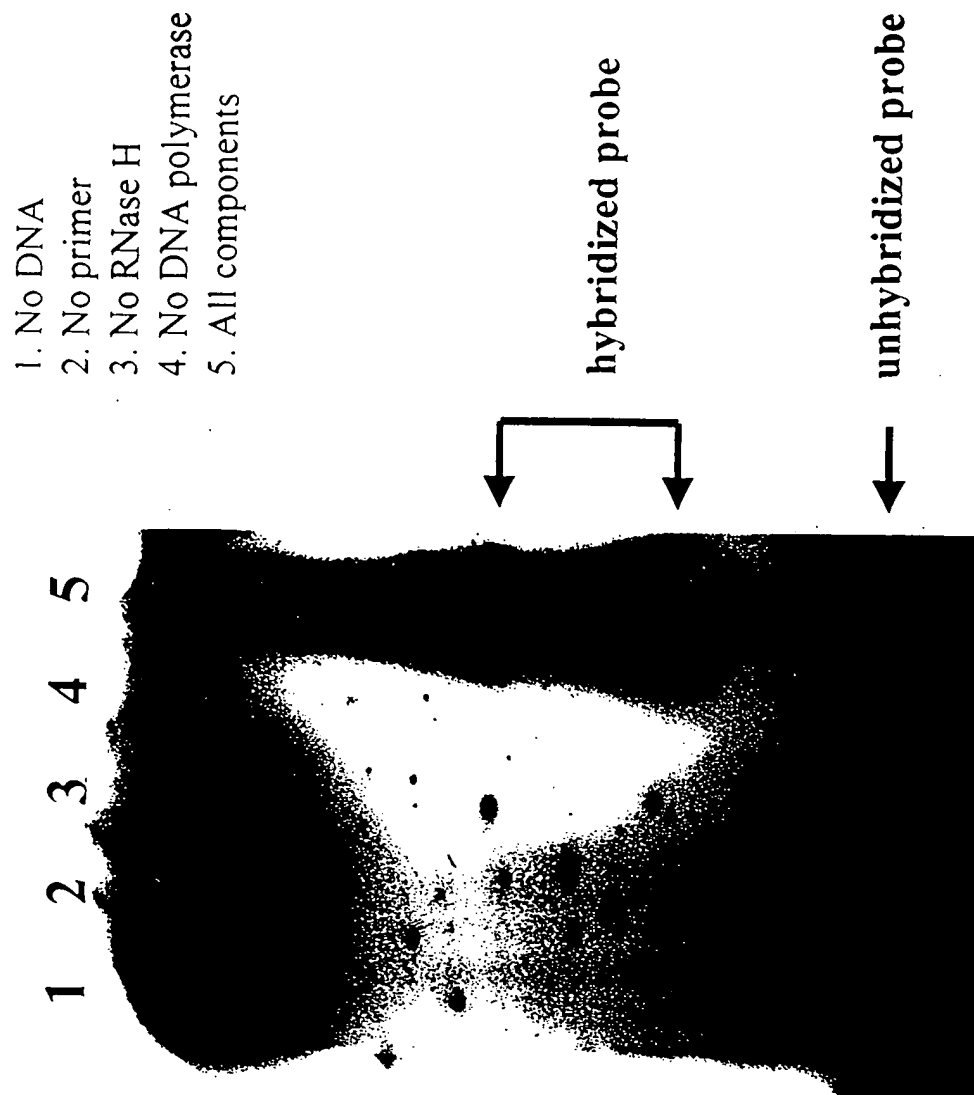 1. No DNA
2. No primer
3. No RNase H
4. No DNA polymerase
5. All components
1 2 3 4 5
hybridized probe
unhybridized probe